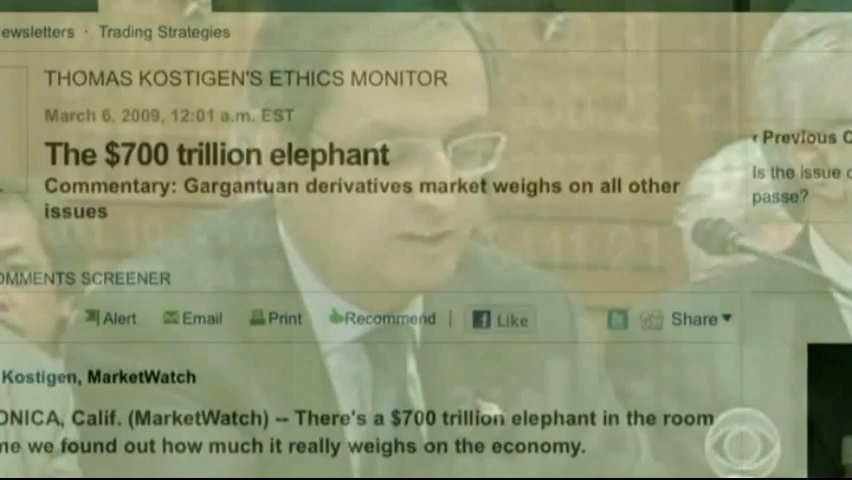 ewsletters · Trading Strategies
THOMAS KOSTIGEN'S ETHICS MONITOR
March 6, 2009, 12:01 a.m. EST
The $700 trillion elephant
Commentary: Gargantuan derivatives market weighs on all other
issues
‹ Previous C
Is the issue o
passe?
OMMENTS SCREENER
Alert Email Print Recommend | Like Share
Kostigen, MarketWatch
ONICA, Calif. (MarketWatch) -- There's a $700 trillion elephant in the room
me we found out how much it really weighs on the economy.
11.21